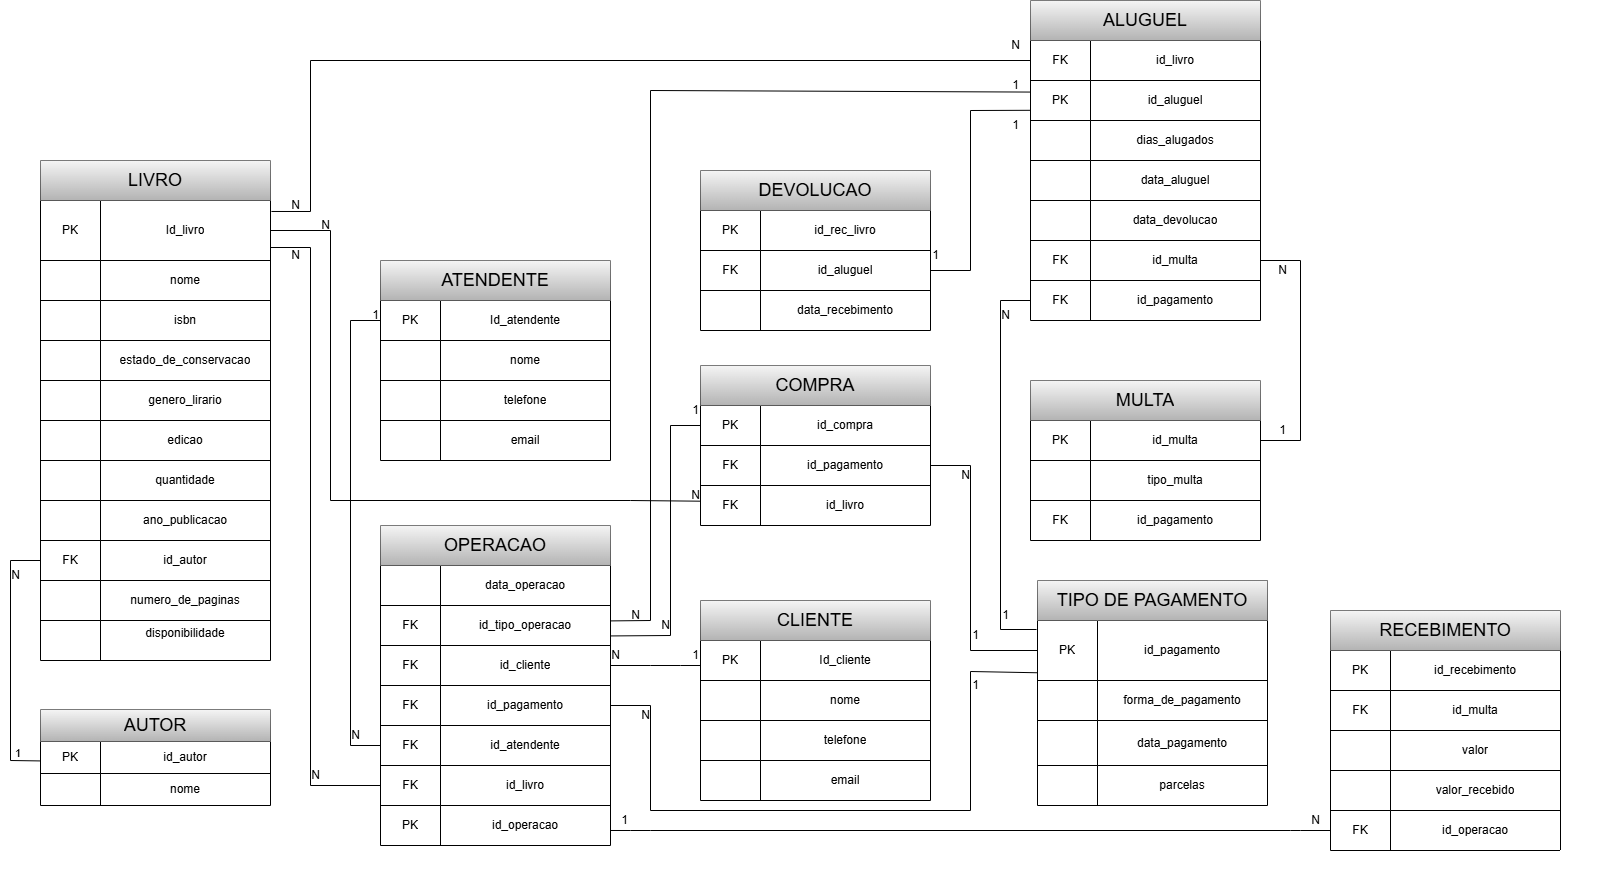 ALUGUEL
FK id_livro
PK id_aluguel
dias_alugados
data_aluguel
data_devolucao
FK id_multa
FK id_pagamento
N
1
1
N
N
LIVRO
PK Id_livro
nome
isbn
estado_de_conservacao
genero_lirario
edicao
quantidade
ano_publicacao
FK id_autor
numero_de_paginas
disponibilidade
N
N
N
N
AUTOR
PK id_autor
nome
1
ATENDENTE
PK Id_atendente
nome
telefone
email
1
DEVOLUCAO
PK id_rec_livro
FK id_aluguel
data_recebimento
1
COMPRA
PK id_compra
FK id_pagamento
FK id_livro
1
N
N
MULTA
PK id_multa
tipo_multa
FK id_pagamento
1
OPERACAO
data_operacao
FK id_tipo_operacao
FK id_cliente
FK id_pagamento
FK id_atendente
FK id_livro
PK id_operacao
N
N
N
N
N
N
1
CLIENTE
PK Id_cliente
nome
telefone
email
1
TIPO DE PAGAMENTO
PK id_pagamento
forma_de_pagamento
data_pagamento
parcelas
1
1
1
RECEBIMENTO
PK id_recebimento
FK id_multa
valor
valor_recebido
FK id_operacao
N